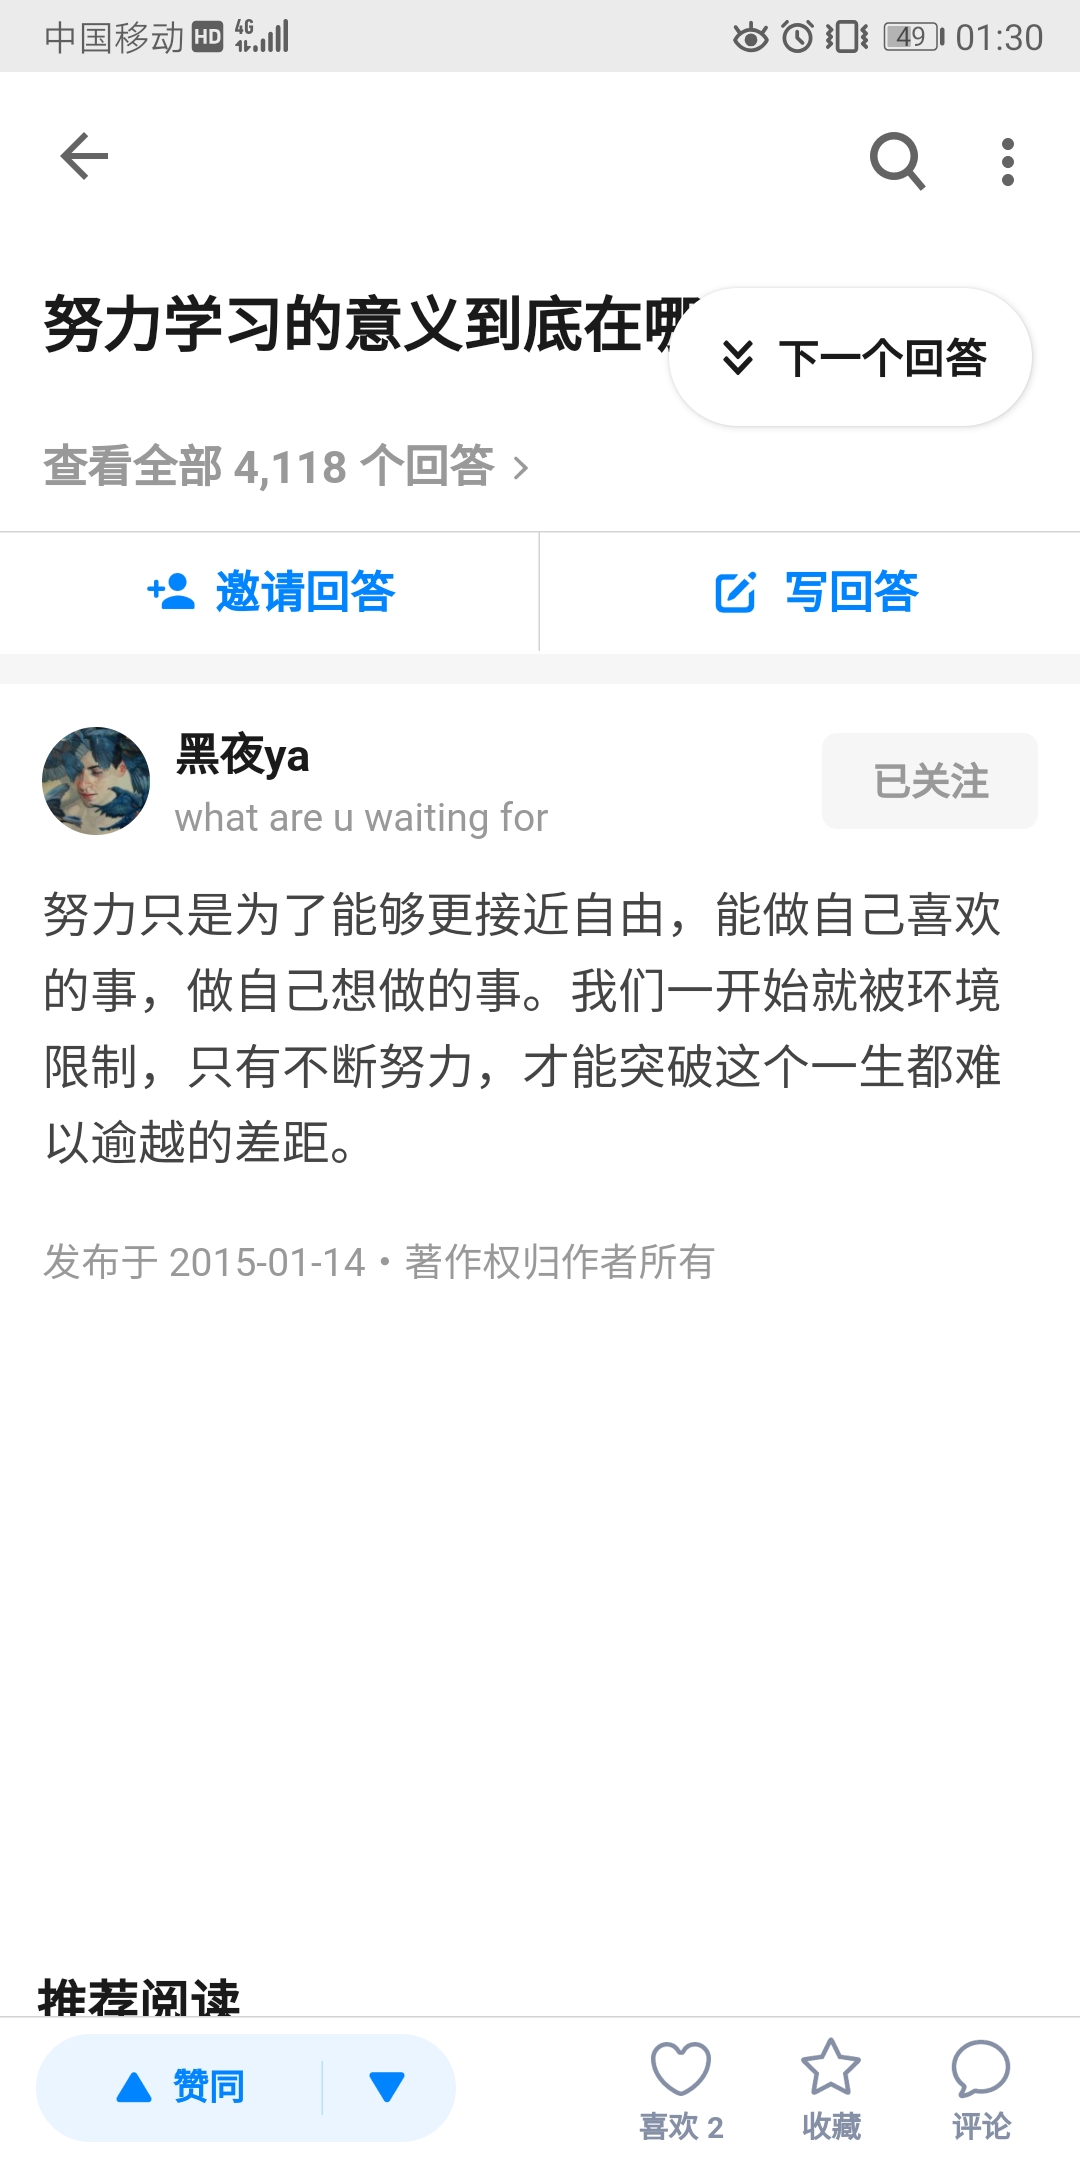 中国移动 HD 4G 49 01:30
努力学习的意义到底在
下一个回答
查看全部 4,118 个回答
邀请回答
写回答
黑夜ya
what are u waiting for
已关注
努力只是为了能够更接近自由，能做自己喜欢
的事，做自己想做的事。我们一开始就被环境
限制，只有不断努力，才能突破这个一生都难
以逾越的差距。
发布于 2015-01-14 · 著作权归作者所有
推荐阅读
赞同
喜欢 2
收藏
评论